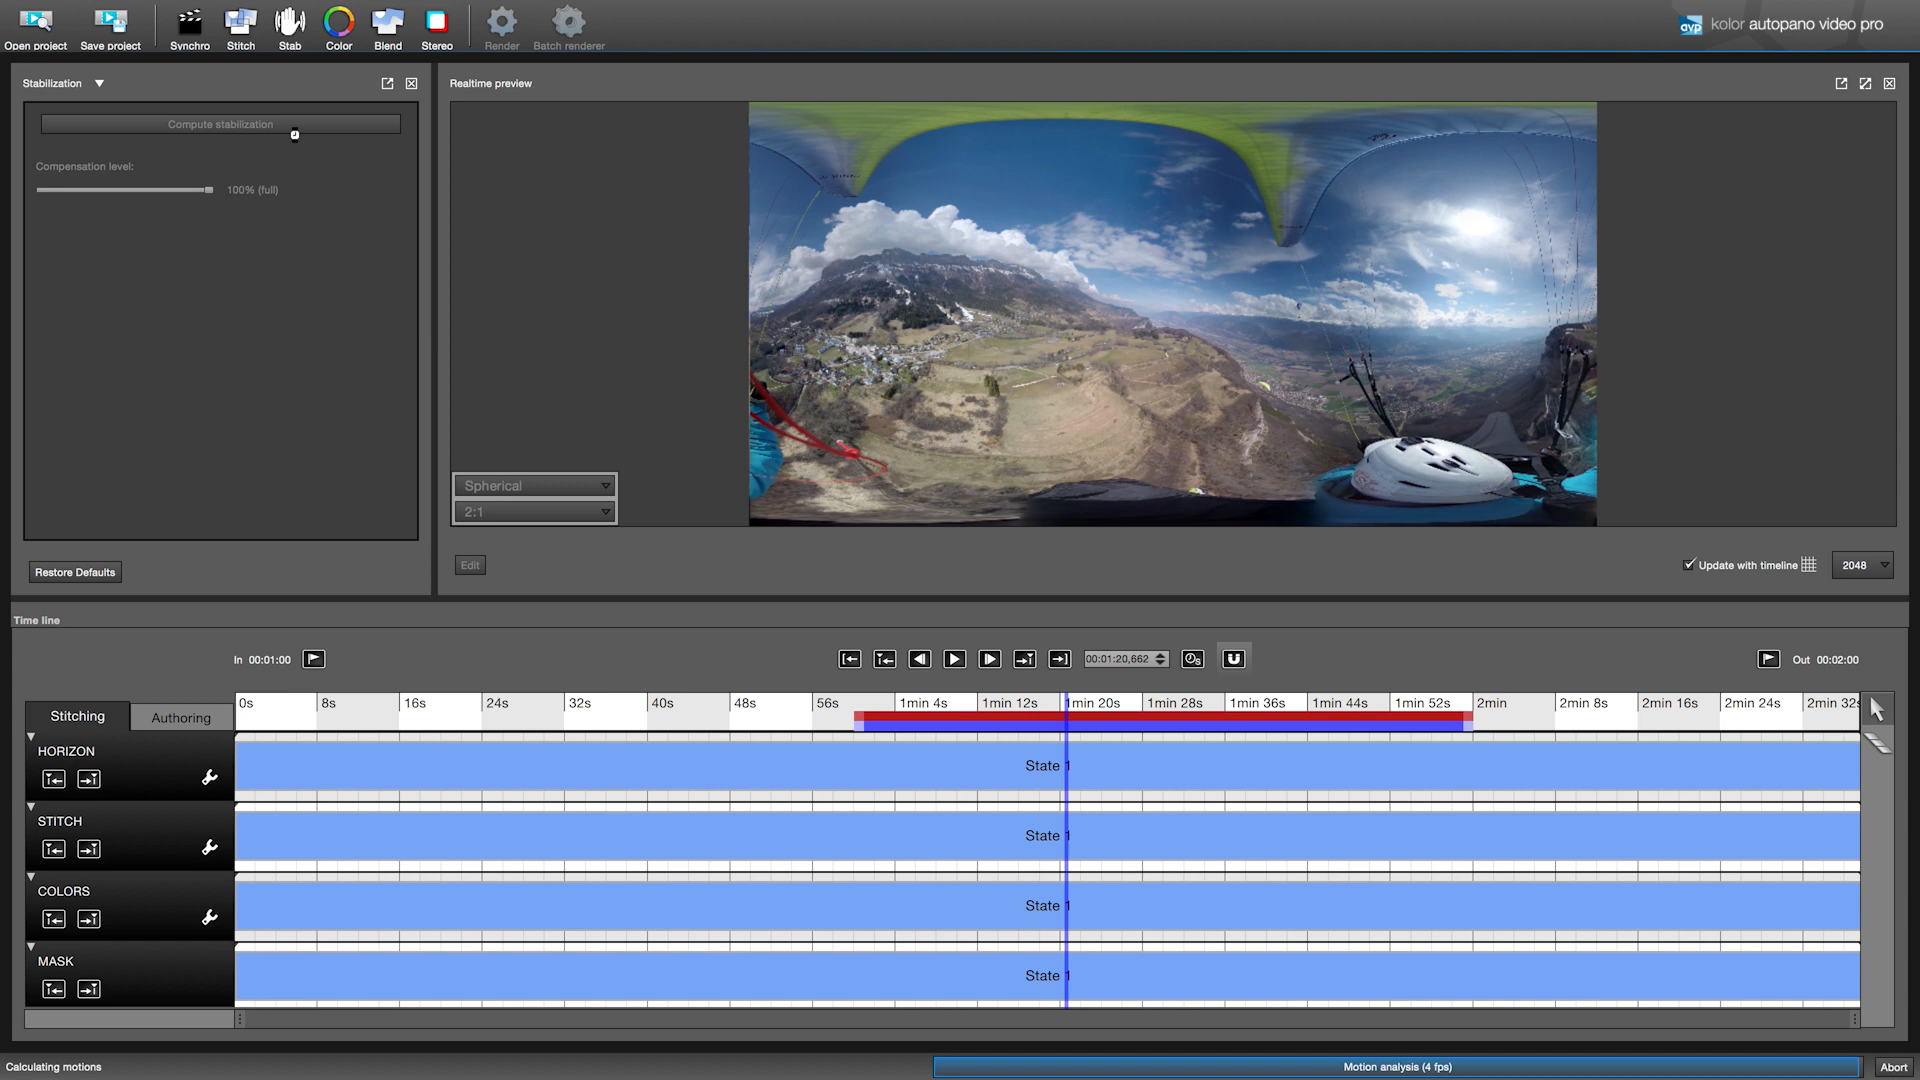 Open project
Save project
Synchro
Stitch
Stab
Color
Blend
Stereo
Render
Batch renderer
avp kolor autopano video pro
Stabilization
Compute stabilization
Compensation level:
100% (full)
Restore Defaults
Realtime preview
Spherical
2:1
Edit
Update with timeline
2048
Time line
In 00:01:00
00:01:20,662
Out 00:02:00
Stitching
Authoring
0s 8s 16s 24s 32s 40s 48s 56s 1min 4s 1min 12s 1min 20s 1min 28s 1min 36s 1min 44s 1min 52s 2min 2min 8s 2min 16s 2min 24s 2min 32s
HORIZON
State 1
STITCH
State 1
COLORS
State 1
MASK
State 1
Calculating motions
Motion analysis (4 fps)
Abort